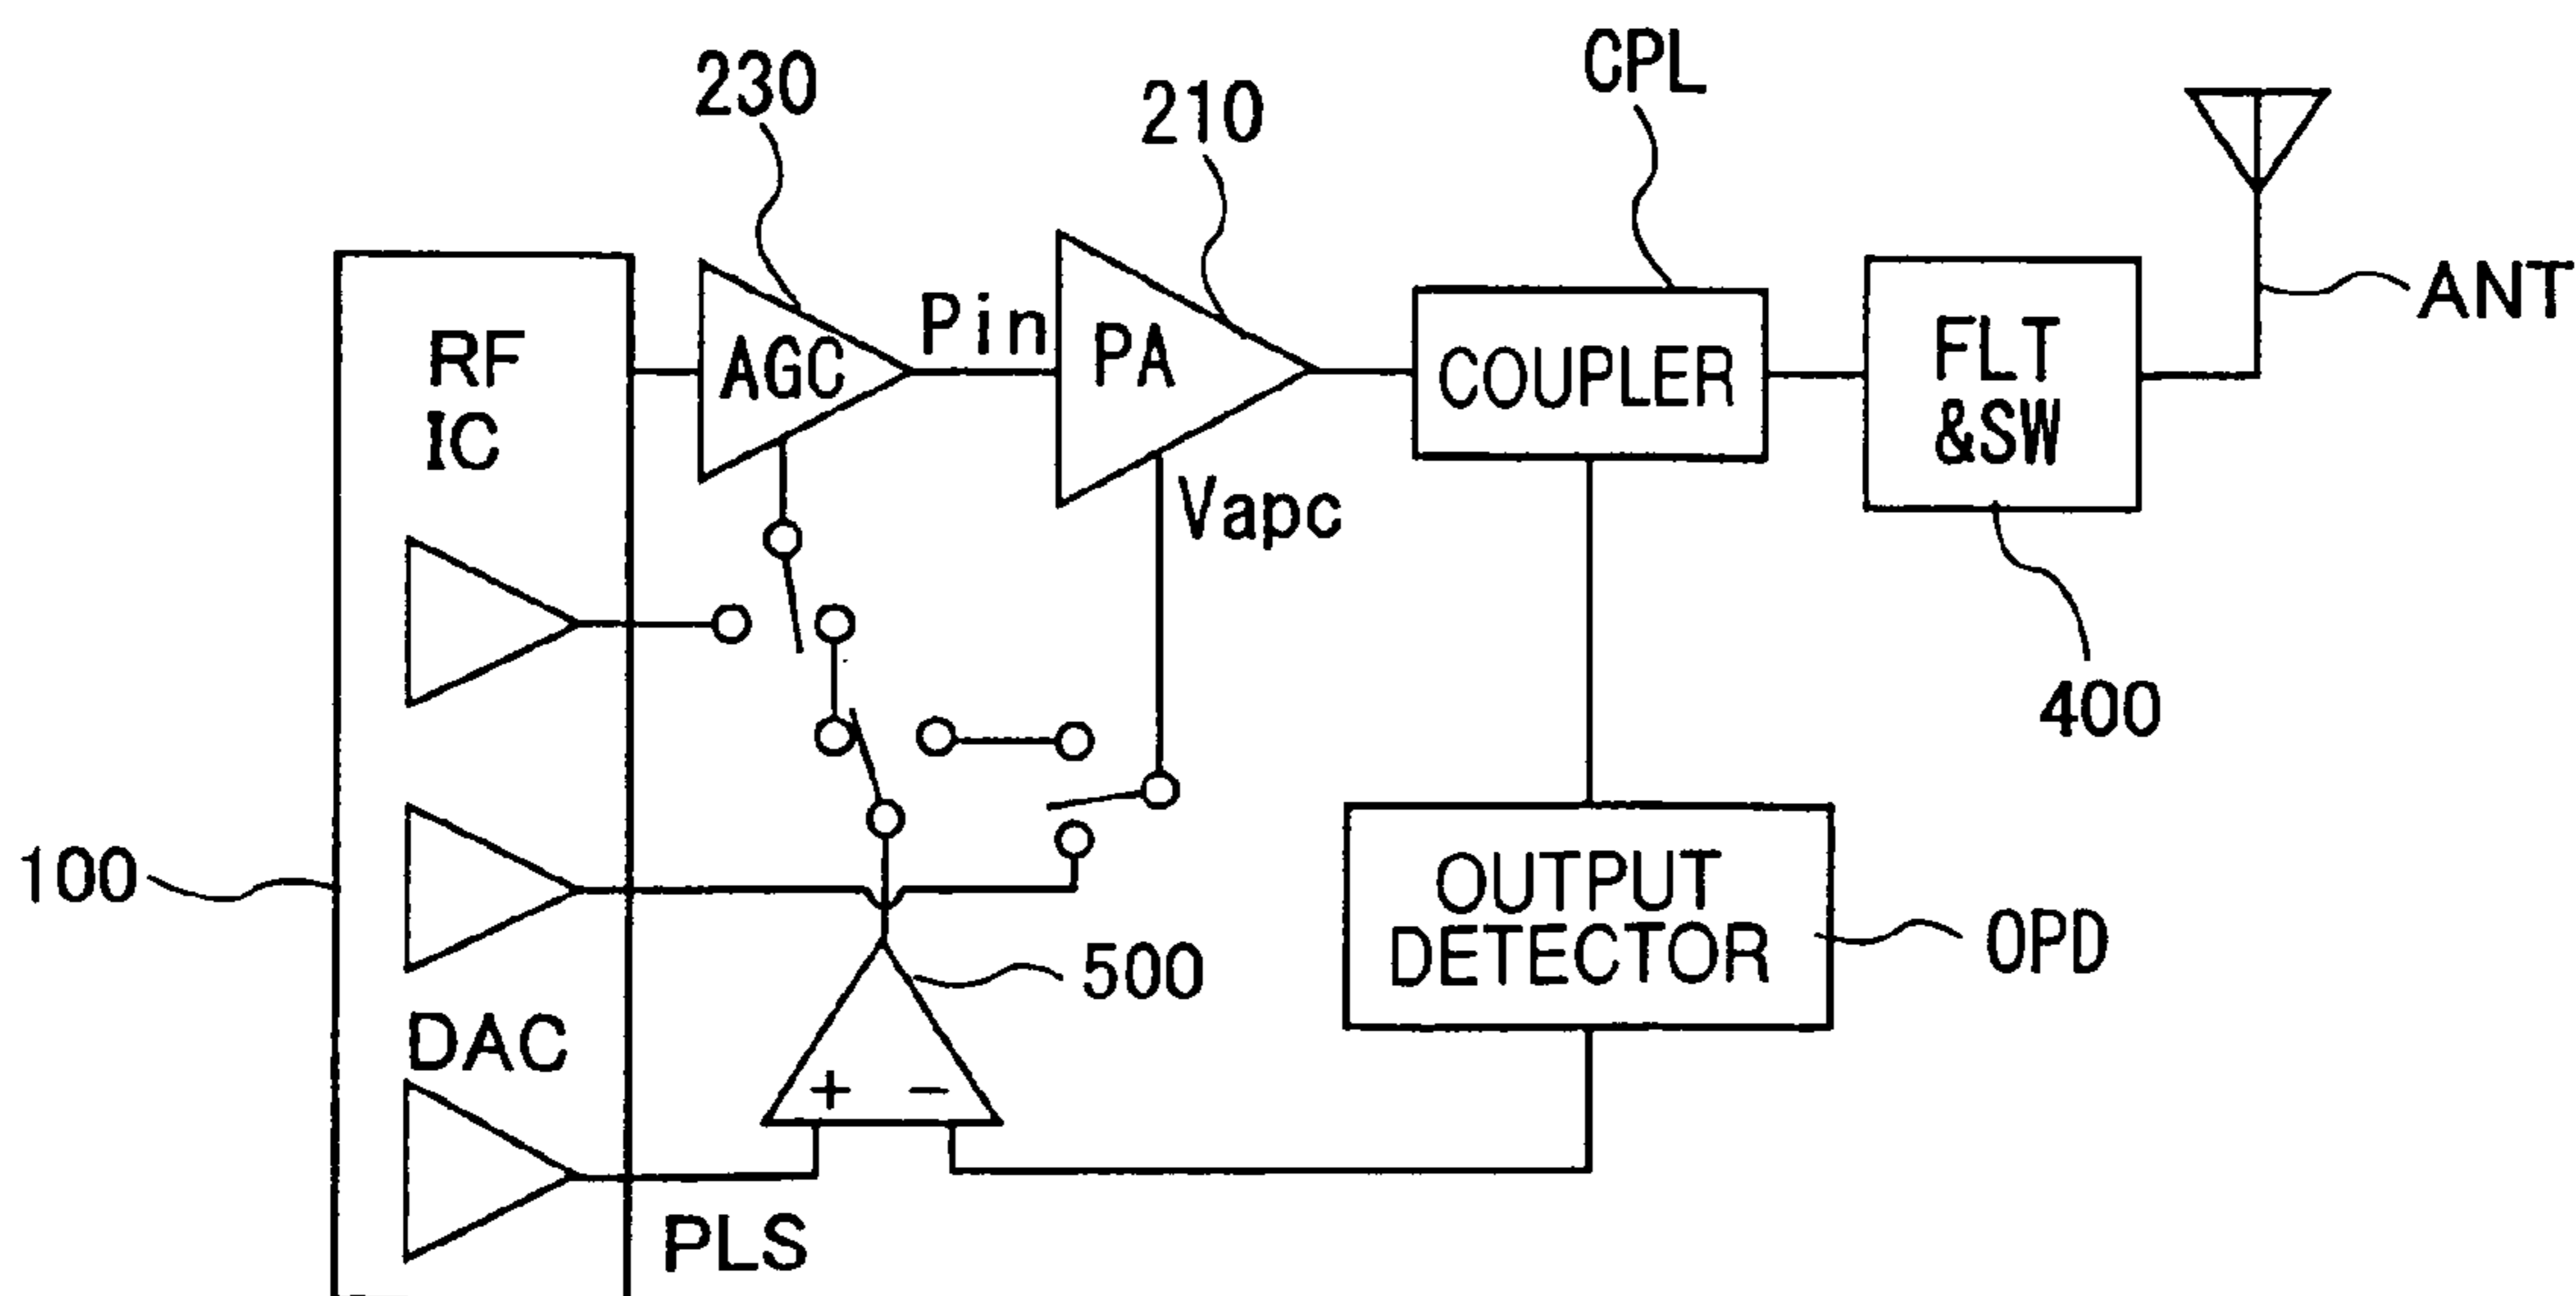 230
210
CPL
ANT
RF
IC
AGC
Pin
PA
COUPLER
FLT
&SW
Vapc
400
100
500
OUTPUT
DETECTOR
OPD
DAC
+ −
PLS